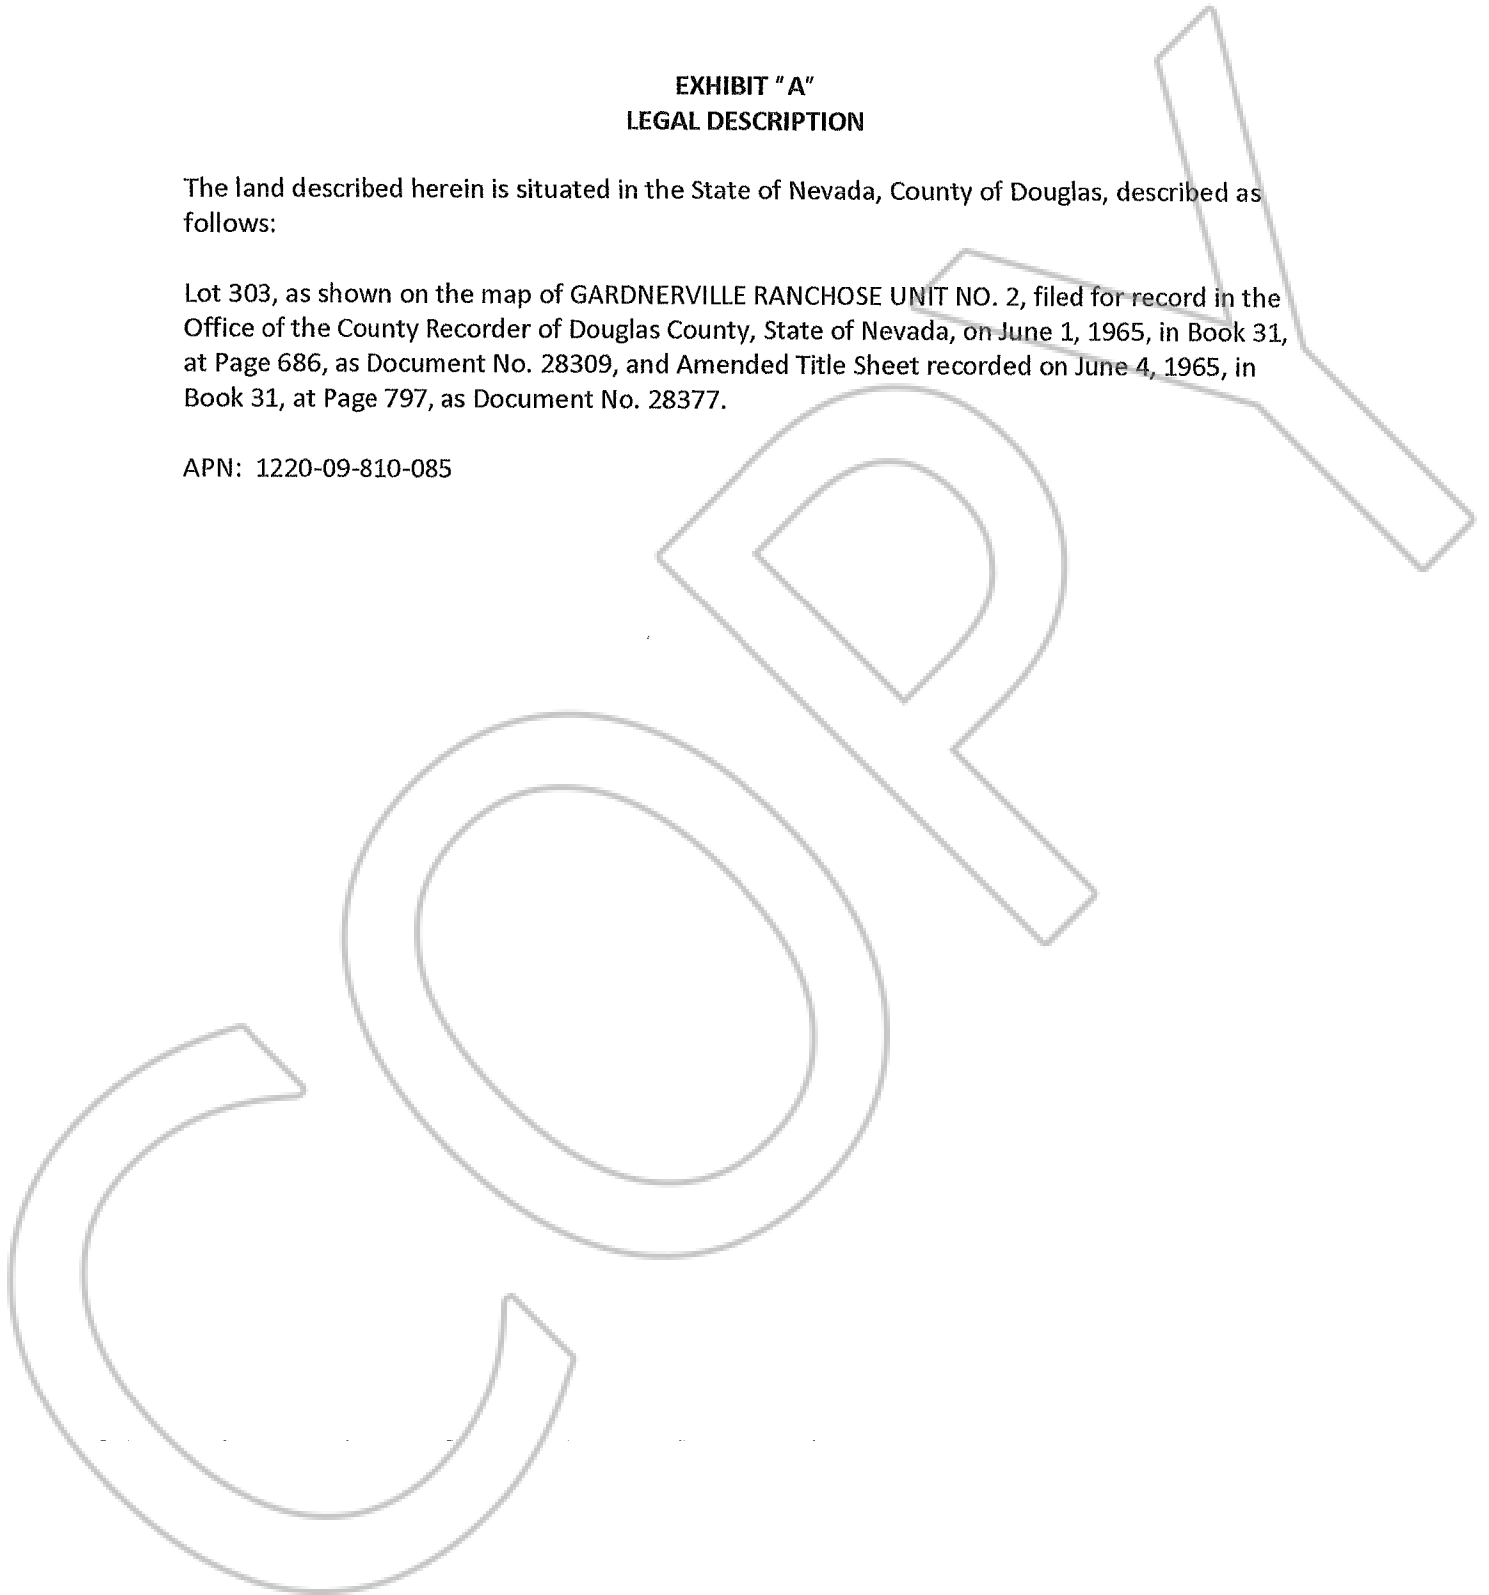 EXHIBIT "A"
LEGAL DESCRIPTION
The land described herein is situated in the State of Nevada, County of Douglas, described as
follows:
Lot 303, as shown on the map of GARDNERVILLE RANCHOSE UNIT NO. 2, filed for record in the
Office of the County Recorder of Douglas County, State of Nevada, on June 1, 1965, in Book 31,
at Page 686, as Document No. 28309, and Amended Title Sheet recorded on June 4, 1965, in
Book 31, at Page 797, as Document No. 28377.
APN: 1220-09-810-085
COPY